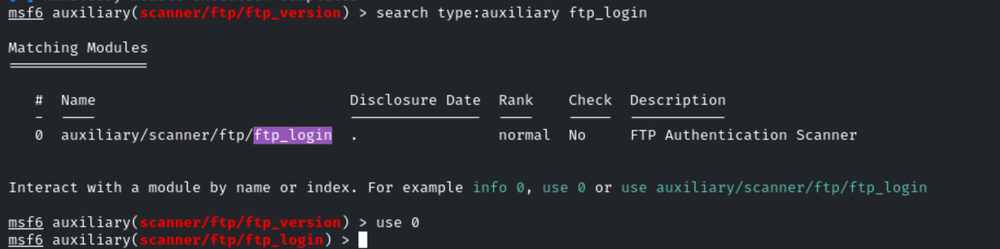 msf6 auxiliary(scanner/ftp/ftp_version) > search type:auxiliary ftp_login
Matching Modules
================
# Name Disclosure Date Rank Check Description
- ---- --------------- ---- ----- -----------
0 auxiliary/scanner/ftp/ftp_login . normal No FTP Authentication Scanner
Interact with a module by name or index. For example info 0, use 0 or use auxiliary/scanner/ftp/ftp_login
msf6 auxiliary(scanner/ftp/ftp_version) > use 0
msf6 auxiliary(scanner/ftp/ftp_login) >